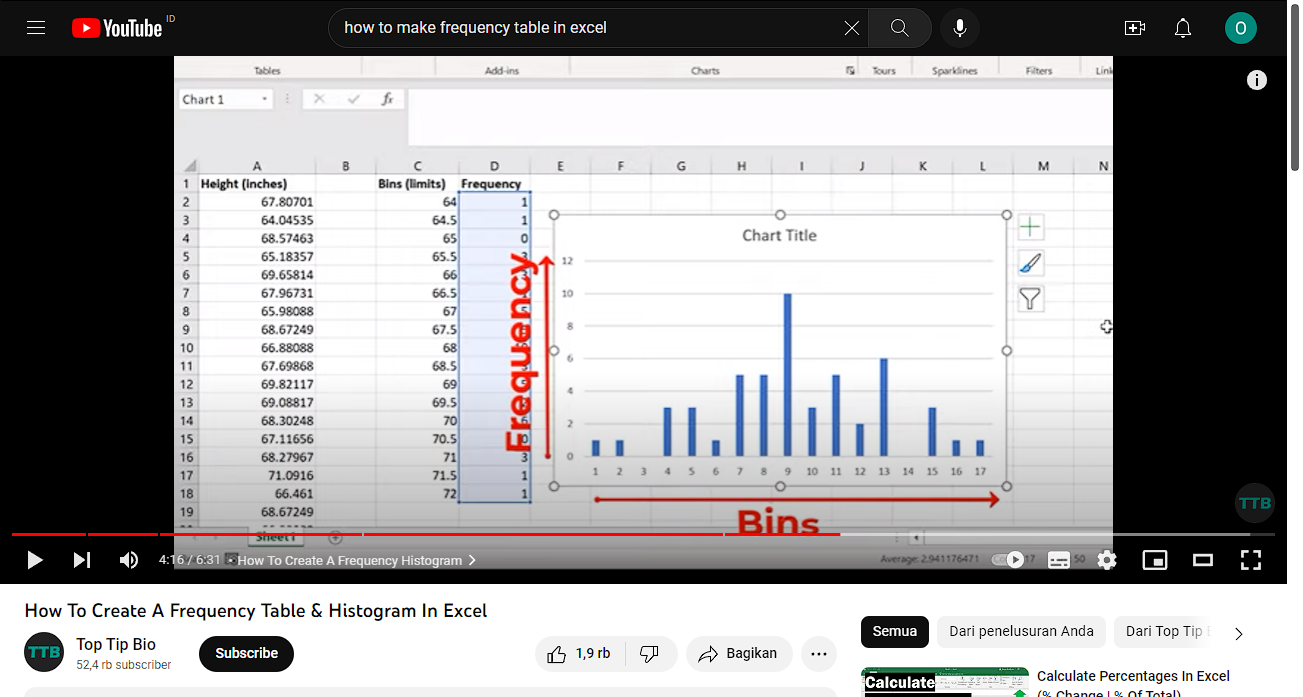 YouTube ID
how to make frequency table in excel
O
Tables Add-ins Charts Tours Sparklines Filters Link
Chart 1 fx
A B C D E F G H I J K L M N
1 Height (inches) Bins (limits) Frequency
2 67.80701 64 1
3 64.04535 64.5 1
4 68.57463 65 0
5 65.18357 65.5 3
6 69.65814 66 3
7 67.96731 66.5
8 65.98088 67 5
9 68.67249 67.5
10 66.88088 68
11 67.69868 68.5
12 69.82117 69
13 69.08817 69.5
14 68.30248 70 6
15 67.11656 70.5 0
16 68.27967 71 3
17 71.0916 71.5 1
18 66.461 72 1
19 68.67249
Chart Title
12
10
8
6
4
2
0
1 2 3 4 5 6 7 8 9 10 11 12 13 14 15 16 17
Frequency
Bins
TTB
Sheet1
4:16 / 6:31 • How To Create A Frequency Histogram
Average: 2.941176471 17 50
How To Create A Frequency Table & Histogram In Excel
TTB
Top Tip Bio
52,4 rb subscriber
Subscribe
1,9 rb
Bagikan
Semua
Dari penelusuran Anda
Dari Top Tip
Calculate
Calculate Percentages In Excel
(% Change | % Of Total)